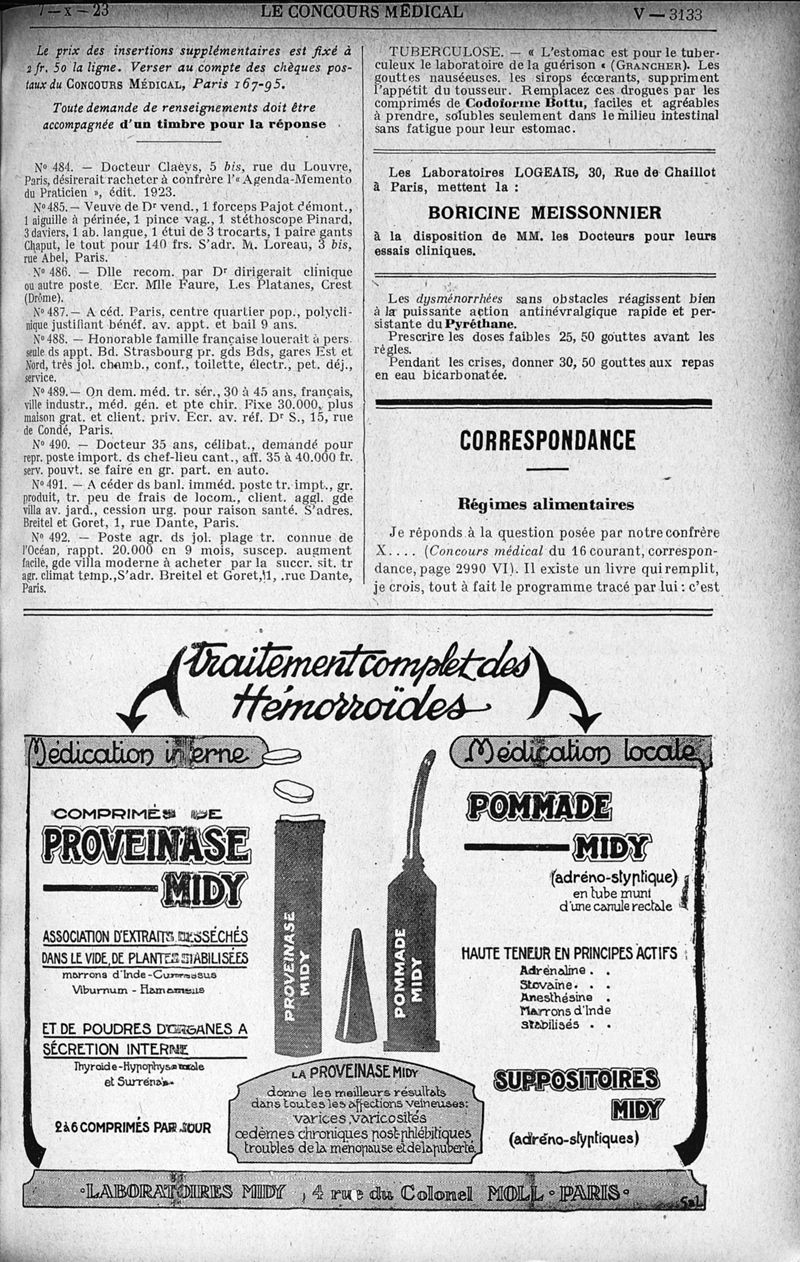 7 — X — 23
LE CONCOURS MÉDICAL
V — 3133
Le prix des insertions supplémentaires est fixé à
2 fr. 50 la ligne. Verser au compte des chèques pos-
taux du CONCOURS MÉDICAL, Paris 167-95.
Toute demande de renseignements doit être
accompagnée d'un timbre pour la réponse
N° 484. — Docteur Claëys, 5 bis, rue du Louvre,
Paris, désirerait racheter à confrère l'« Agenda-Memento
du Praticien », édit. 1923.
N° 485. — Veuve de Dr vend., 1 forceps Pajot démont.,
1 aiguille à périnée, 1 pince vag., 1 stéthoscope Pinard,
3 daviers, 1 ab. langue, 1 étui de 3 trocarts, 1 paire gants
Chaput, le tout pour 140 frs. S'adr. M. Loreau, 3 bis,
rue Abel, Paris.
N° 486. — Dlle recom. par Dr dirigerait clinique
ou autre poste. Ecr. Mlle Faure, Les Platanes, Crest
(Drôme).
N° 487. — A céd. Paris, centre quartier pop., polycli-
nique justifiant bénéf. av. appt. et bail 9 ans.
N° 488. — Honorable famille française louerait à pers.
seule ds appt. Bd. Strasbourg pr. gds Bds, gares Est et
Nord, très jol. chamb., conf., toilette, électr., pet. déj.,
service.
N° 489. — On dem. méd. tr. sér., 30 à 45 ans, français,
ville industr., méd. gén. et pte chir. Fixe 30.000, plus
maison grat. et client. priv. Ecr. av. réf. Dr S., 15, rue
de Condé, Paris.
N° 490. — Docteur 35 ans, célibat., demande pour
repr. poste import. ds chef-lieu cant., aff. 35 à 40.000 fr.
serv. pouvt. se faire en gr. part. en auto.
N° 491. — A céder ds banl. imméd. poste tr. impt., gr.
produit, tr. peu de frais de locom., client. aggl. gde
villa av. jard., cession urg. pour raison santé. S'adres.
Breitel et Goret, 1, rue Dante, Paris.
N° 492. — Poste agr. ds jol. plage tr. connue de
l'Océan, rappt. 20.000 en 9 mois, suscep. augment
facile, gde villa moderne à acheter par la succr. sit. tr
agr. climat temp., S'adr. Breitel et Goret, 1, rue Dante,
Paris.
TUBERCULOSE. — « L'estomac est pour le tuber-
culeux le laboratoire de la guérison » (GRANCHER). Les
gouttes nauséeuses, les sirops écœrants, suppriment
l'appétit du tousseur. Remplacez ces drogues par les
comprimés de Codoforme Bottu, faciles et agréables
à prendre, solubles seulement dans le milieu intestinal
sans fatigue pour leur estomac.
Les Laboratoires LOGEAIS, 30, Rue de Chaillot
à Paris, mettent la :
BORICINE MEISSONNIER
à la disposition de MM. les Docteurs pour leurs
essais cliniques.
Les dysménorrhées sans obstacles réagissent bien
à la puissante action antinévralgique rapide et per-
sistante du Pyréthane.
Prescrire les doses faibles 25, 50 gouttes avant les
règles.
Pendant les crises, donner 30, 50 gouttes aux repas
en eau bicarbonatée.
CORRESPONDANCE
Régimes alimentaires
Je réponds à la question posée par notre confrère
X.... (Concours médical du 16 courant, correspon-
dance, page 2990 VI). Il existe un livre qui remplit,
je crois, tout à fait le programme tracé par lui : c'est
Traitement complet des
Hémorroïdes
Médication interne
COMPRIMÉS DE
PROVEINASE
MIDY
ASSOCIATION D'EXTRAITS DESSÉCHÉS
DANS LE VIDE, DE PLANTES STABILISÉES
marrons d'Inde - Cupressus
Viburnum - Hamamelis
ET DE POUDRES D'ORGANES A
SÉCRETION INTERNE
Thyroïde - Hypophyse totale
et Surrénale
2 à 6 COMPRIMÉS PAR JOUR
PROVEINASE
MIDY
POMMADE
MIDY
LA PROVEINASE MIDY
donne les meilleurs résultats
dans toutes les affections veineuses:
varices, varicosités
œdèmes chroniques post-phlébitiques,
troubles de la ménopause et de la puberté.
Médication locale
POMMADE
MIDY
(adréno-styptique)
en tube muni
d'une canule rectale
HAUTE TENEUR EN PRINCIPES ACTIFS :
Adrénaline . .
Stovaine . . .
Anesthésine .
Marrons d'Inde
stabilisés . .
SUPPOSITOIRES
MIDY
(adréno-styptiques)
LABORATOIRES MIDY, 4 rue du Colonel MOLL - PARIS